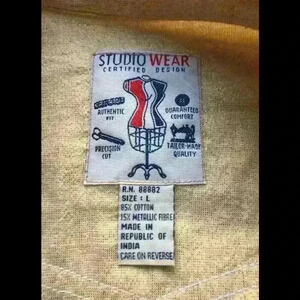 STUDIO WEAR
CERTIFIED DESIGN
AUTHENTIC
FIT
GUARANTEED
COMFORT
PRECISION
CUT
TAILOR-MADE
QUALITY
R.N. 88882
SIZE : L
85% COTTON
15% METALLIC FIBRE
MADE IN
REPUBLIC OF
INDIA
CARE ON REVERSE